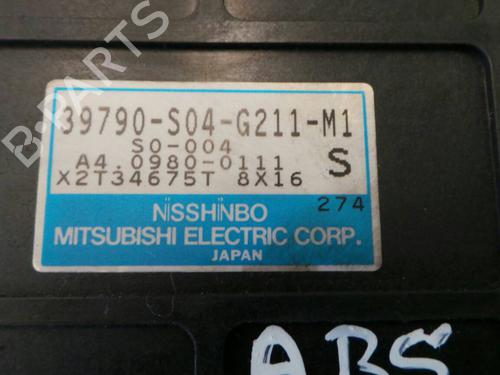 B-PARTS
39790-S04-G211-M1
S0-004
A4.0980-0111 S
X2T34675T 8X16
NiSShiNBO 274
MITSUBISHI ELECTRIC CORP.
JAPAN
ABS